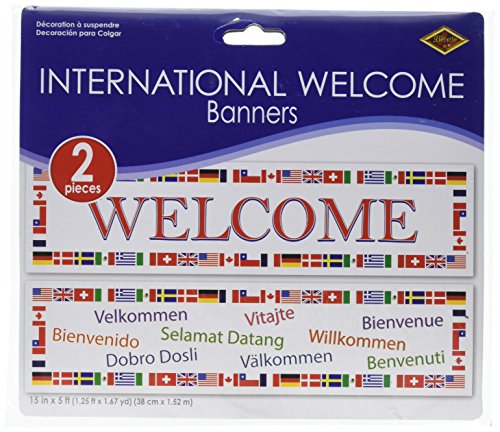 Décoration à suspendre
Decoración para Colgar
Beistle
INTERNATIONAL WELCOME
Banners
2
pieces
WELCOME
Velkommen
Vitajte
Bienvenue
Bienvenido
Selamat Datang
Willkommen
Dobro Dosli
Välkommen
Benvenuti
15 in x 5 ft (1.25 ft x 1.67 yd) (38 cm x 1.52 m)